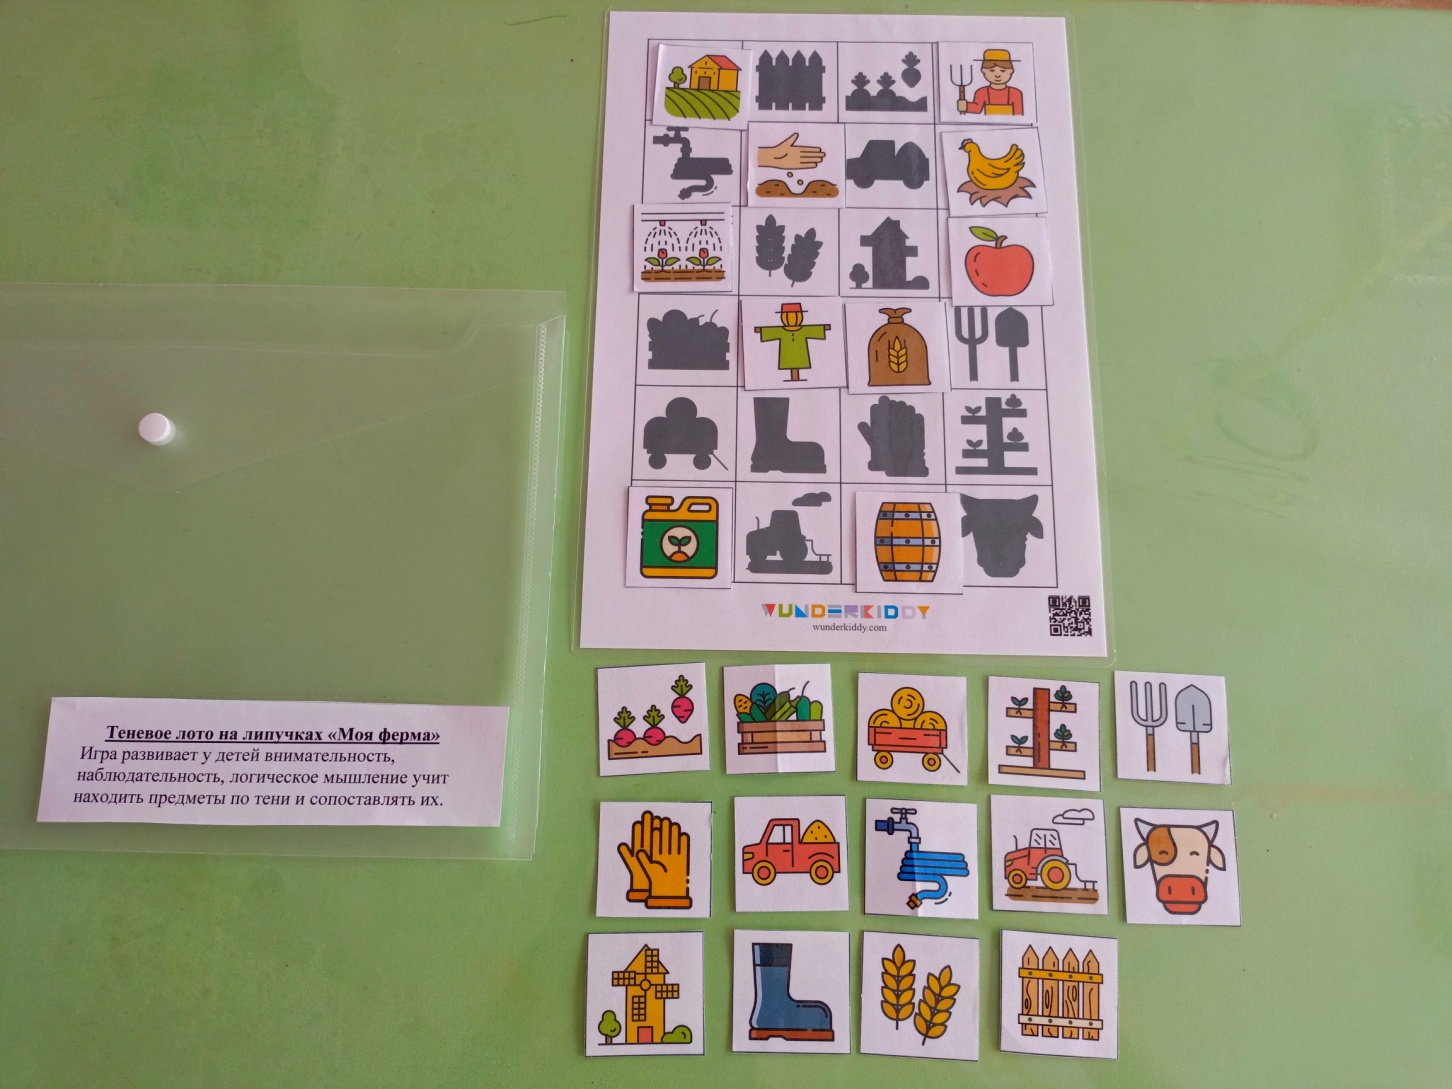 WUNDERKIDDY
wunderkiddy.com
Теневое лото на липучках «Моя ферма»
Игра развивает у детей внимательность,
наблюдательность, логическое мышление учит
находить предметы по тени и сопоставлять их.